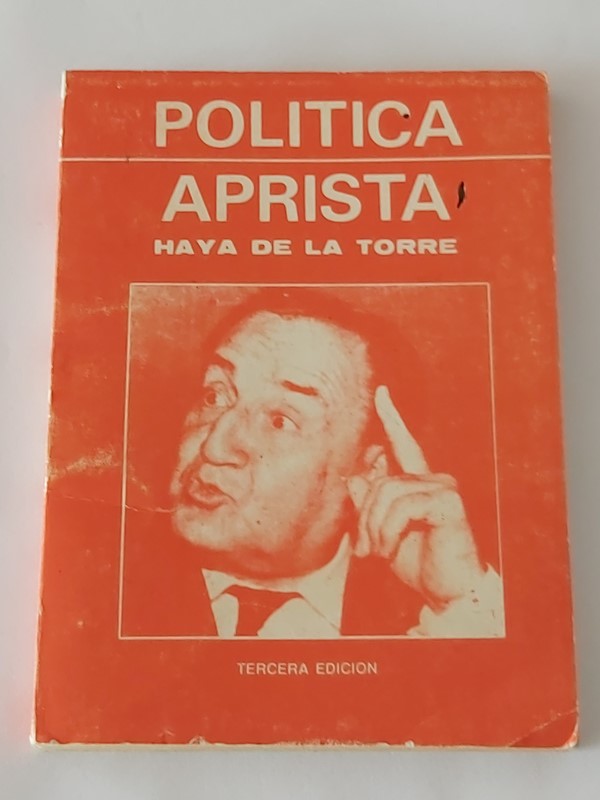 POLITICA
APRISTA
HAYA DE LA TORRE
TERCERA EDICION